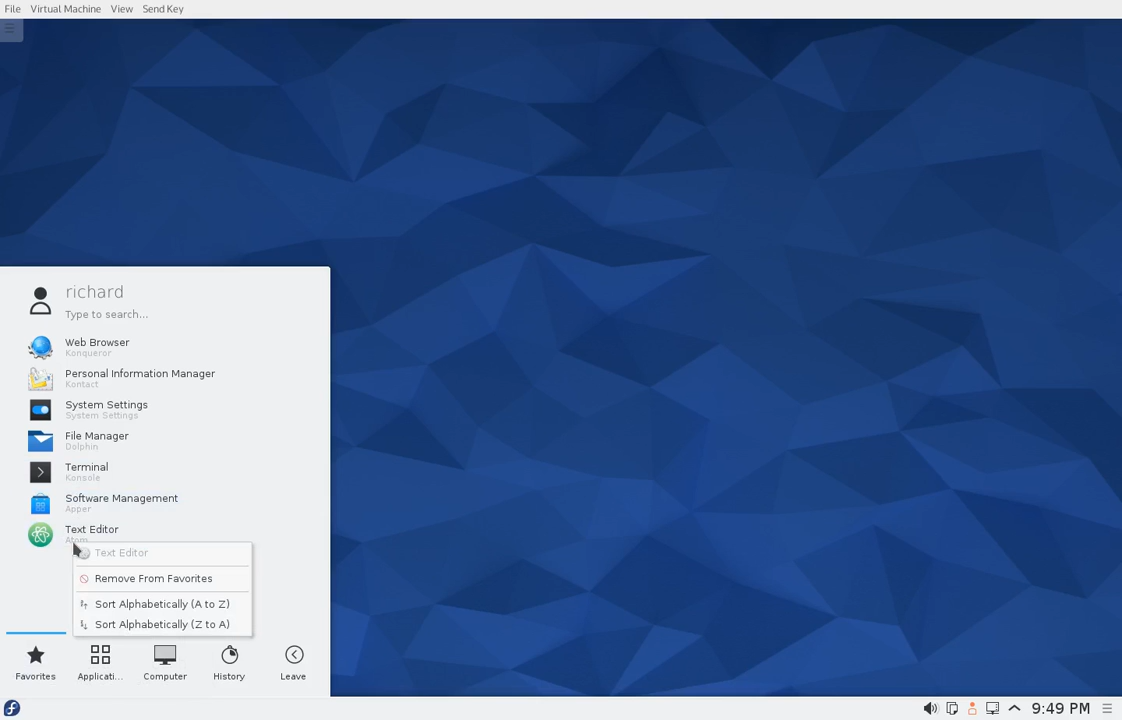 File Virtual Machine View Send Key
richard
Type to search...
Web Browser
Konqueror
Personal Information Manager
Kontact
System Settings
System Settings
File Manager
Dolphin
Terminal
Konsole
Software Management
Apper
Text Editor
Atom
Text Editor
Remove From Favorites
Sort Alphabetically (A to Z)
Sort Alphabetically (Z to A)
Favorites Applicati... Computer History Leave
9:49 PM